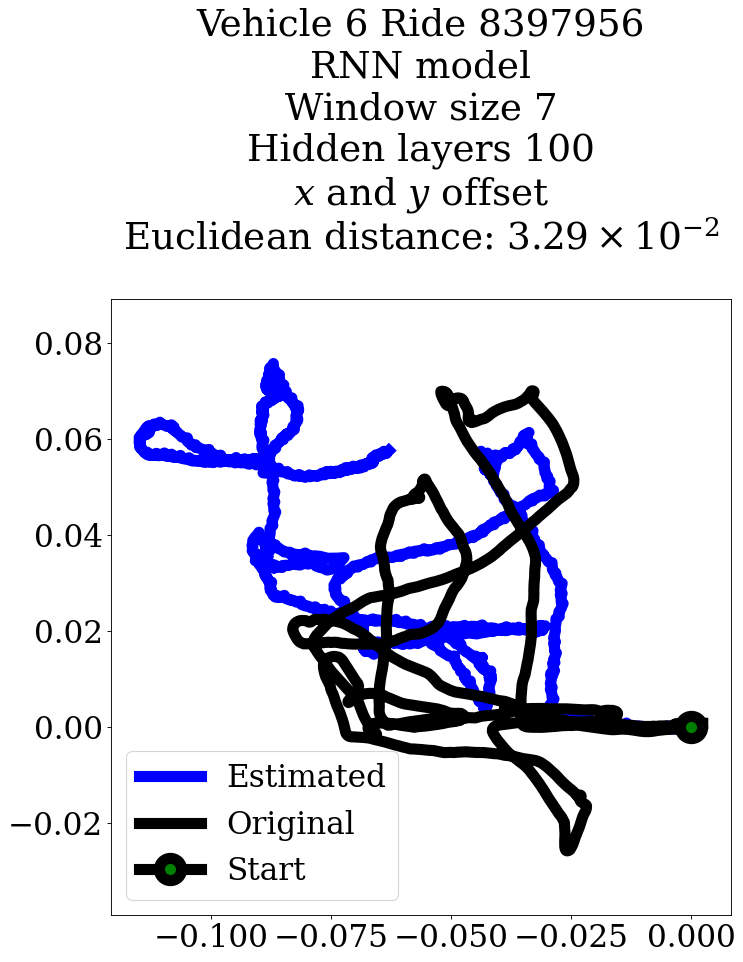 Vehicle 6 Ride 8397956
RNN model
Window size 7
Hidden layers 100
x and y offset
Euclidean distance: 3.29 × 10⁻²
0.08
0.06
0.04
0.02
0.00
−0.02
Estimated
Original
Start
−0.100 −0.075 −0.050 −0.025 0.000